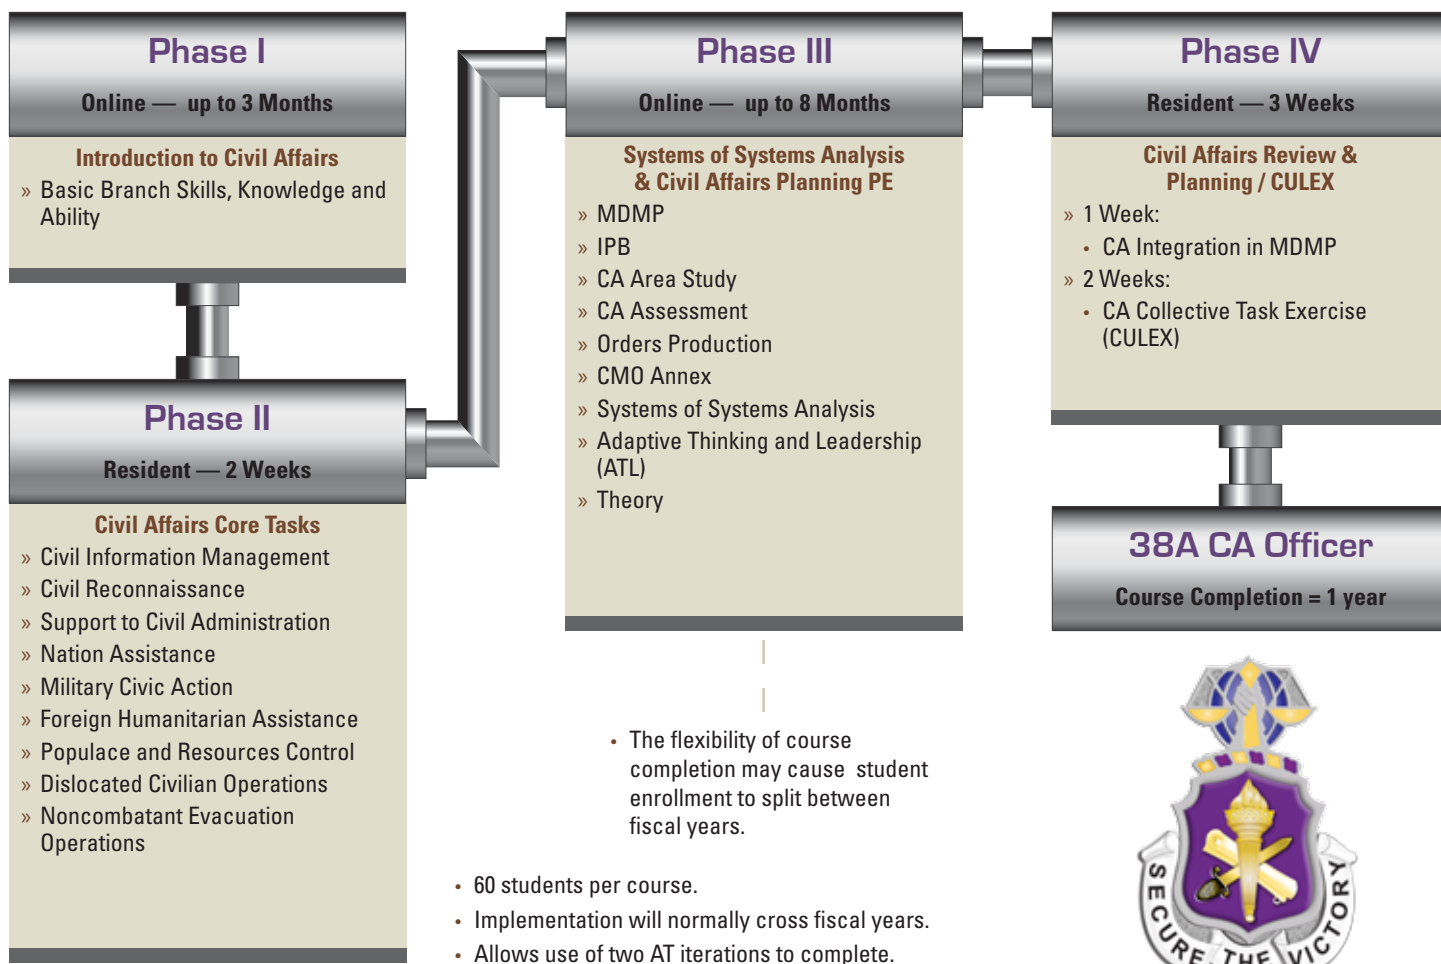 Phase I
Online — up to 3 Months
Introduction to Civil Affairs
» Basic Branch Skills, Knowledge and
Ability
Phase II
Resident — 2 Weeks
Civil Affairs Core Tasks
» Civil Information Management
» Civil Reconnaissance
» Support to Civil Administration
» Nation Assistance
» Military Civic Action
» Foreign Humanitarian Assistance
» Populace and Resources Control
» Dislocated Civilian Operations
» Noncombatant Evacuation
Operations
Phase III
Online — up to 8 Months
Systems of Systems Analysis
& Civil Affairs Planning PE
» MDMP
» IPB
» CA Area Study
» CA Assessment
» Orders Production
» CMO Annex
» Systems of Systems Analysis
» Adaptive Thinking and Leadership
(ATL)
» Theory
• The flexibility of course
completion may cause student
enrollment to split between
fiscal years.
• 60 students per course.
• Implementation will normally cross fiscal years.
• Allows use of two AT iterations to complete.
Phase IV
Resident — 3 Weeks
Civil Affairs Review &
Planning / CULEX
» 1 Week:
• CA Integration in MDMP
» 2 Weeks:
• CA Collective Task Exercise
(CULEX)
38A CA Officer
Course Completion = 1 year
SECURE THE VICTORY